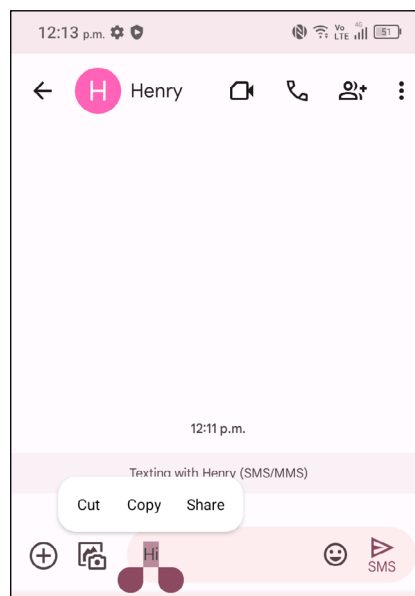 12:13 p.m. Vo LTE 4G 51
H Henry
12:11 p.m.
Texting with Henry (SMS/MMS)
Cut Copy Share
Hi
SMS